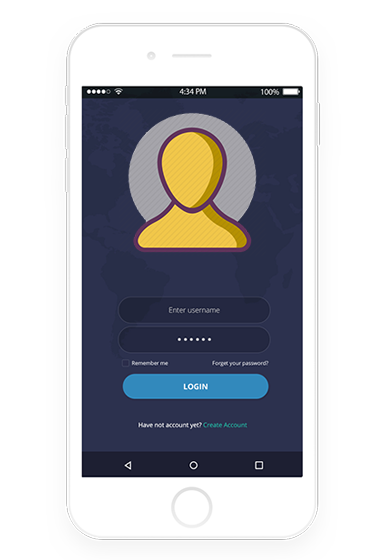 4:34 PM 100%
Enter username
••••••
Remember me Forget your password?
LOGIN
Have not account yet? Create Account